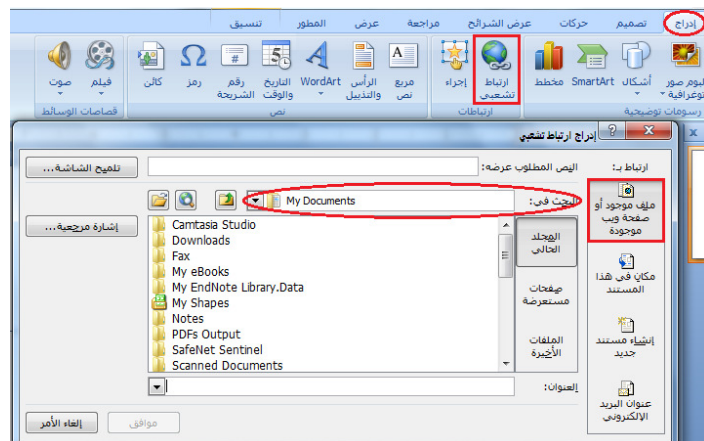 إدراج تصميم حركات عرض الشرائح مراجعة عرض المطور تنسيق
ألبوم صور
فوتوغرافية
أشكال
SmartArt
مخطط
ارتباط
تشعبي
إجراء
مربع
نص
الرأس
والتذييل
WordArt
التاريخ
والوقت
رقم
الشريحة
رمز
كائن
فيلم
صوت
رسومات توضيحية ارتباطات نص قصاصات الوسائط
إدراج ارتباط تشعبي
ارتباط بـ:
النص المطلوب عرضه:
تلميح الشاشة...
ملف موجود أو
صفحة ويب
موجودة
البحث في:
My Documents
إشارة مرجعية...
المجلد
الحالي
Camtasia Studio
Downloads
Fax
My eBooks
My EndNote Library.Data
My Shapes
Notes
PDFs Output
SafeNet Sentinel
Scanned Documents
مكان في هذا
المستند
صفحات
مستعرضة
إنشاء مستند
جديد
الملفات
الأخيرة
العنوان:
عنوان البريد
الإلكتروني
موافق
إلغاء الأمر